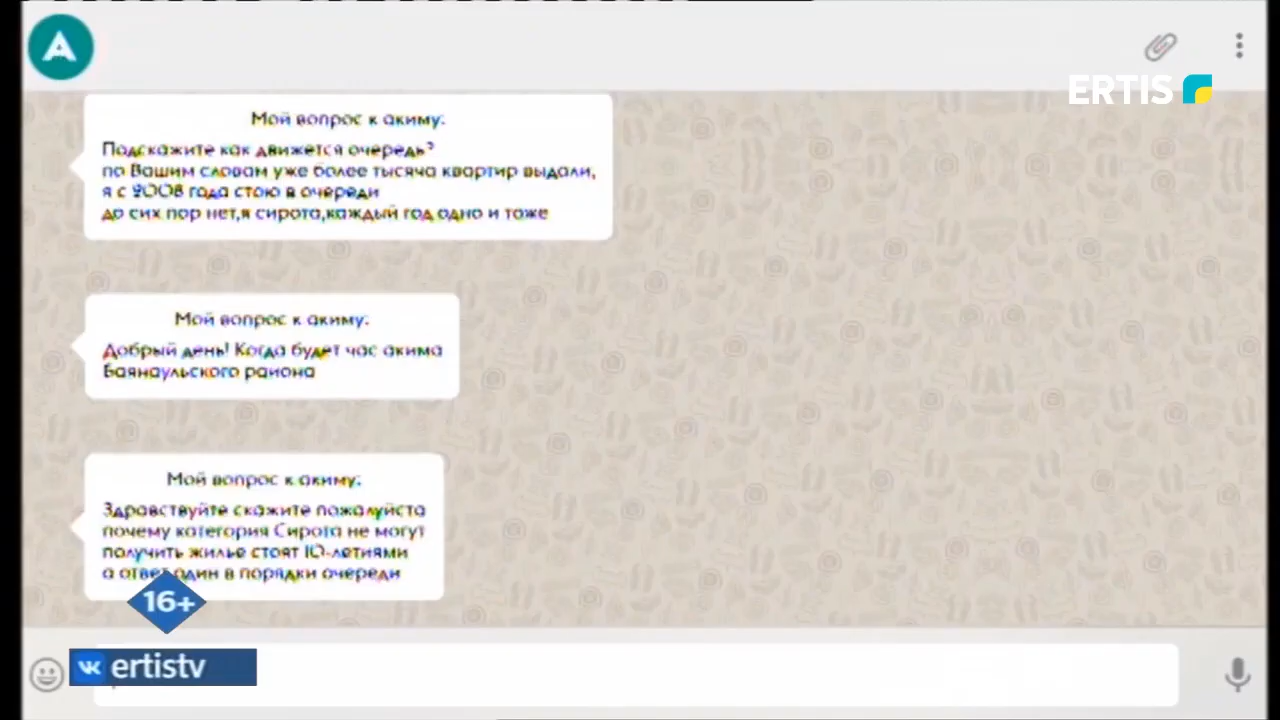 ERTIS
Мой вопрос к акиму:
Подскажите как движется очередь?
по Вашим словам уже более тысяча квартир выдали,
я с 2008 года стою в очереди
до сих пор нет,я сирота,каждый год одно и тоже
Мой вопрос к акиму:
Добрый день! Когда будет час акима
Баянаульского района
Мой вопрос к акиму:
Здравствуйте скажите пожалуйста
почему категория Сирота не могут
получить жилье стоят 10-летиями
а ответ один в порядки очереди
16+
ertistv